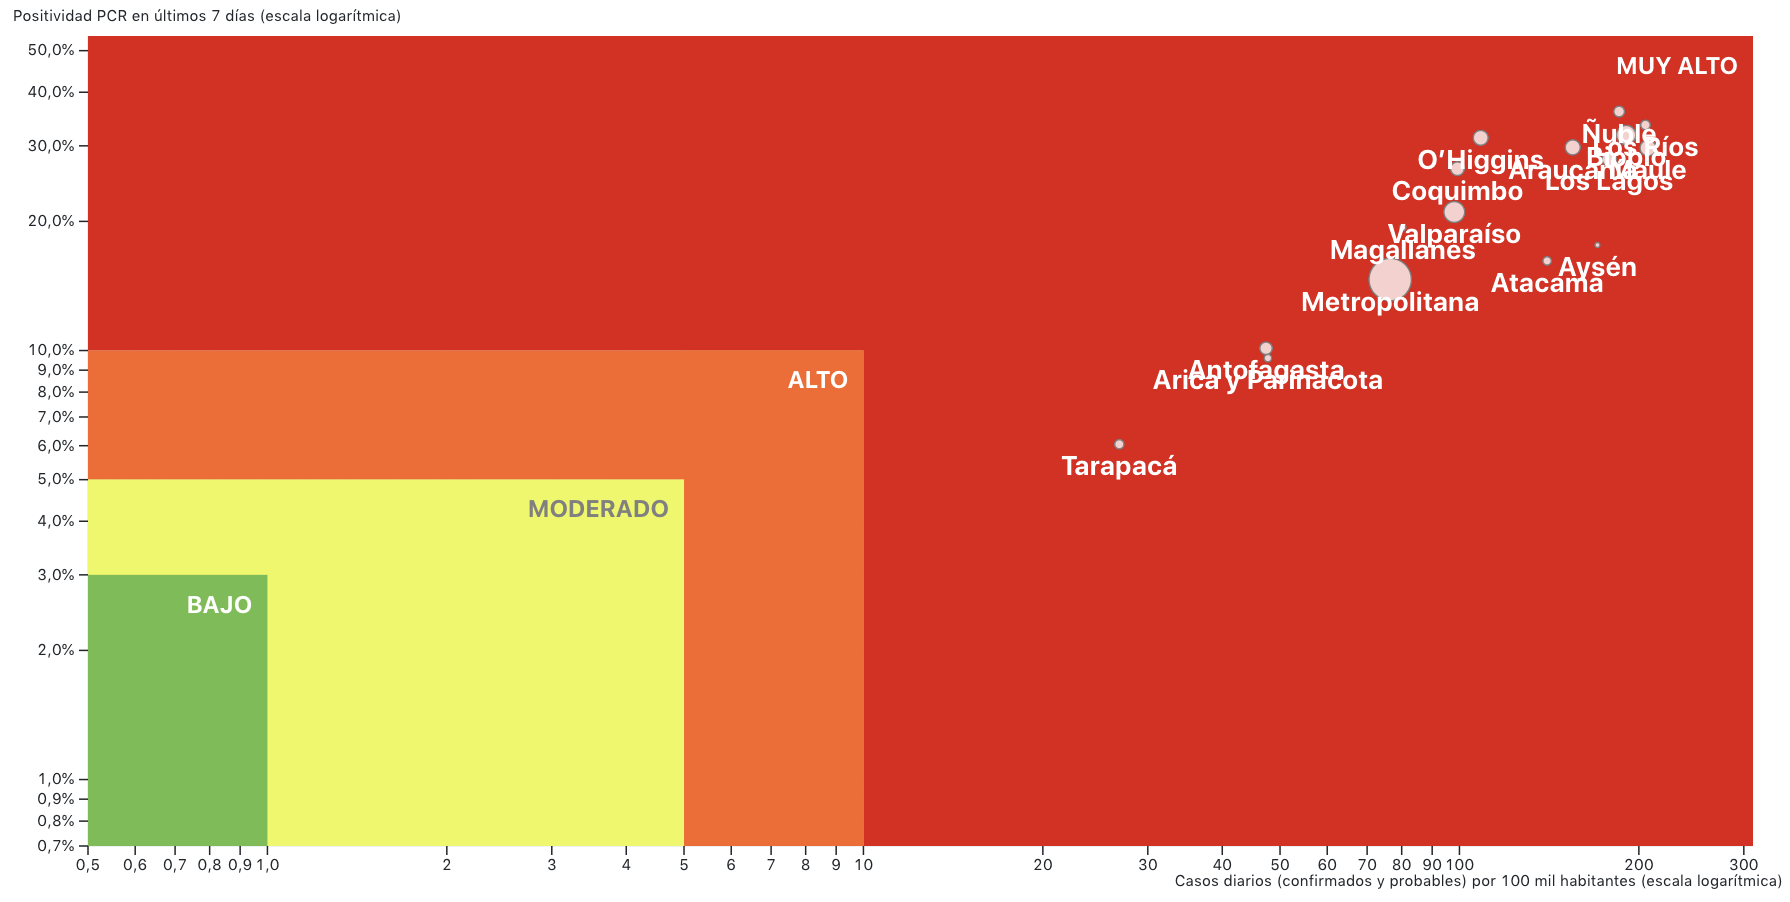 Positividad PCR en últimos 7 días (escala logarítmica)
50,0%
MUY ALTO
40,0%
30,0%
Ñuble
Los Ríos
Biobío
O’Higgins
Araucanía
Maule
Los Lagos
Coquimbo
20,0%
Valparaíso
Magallanes
Aysén
Atacama
Metropolitana
10,0%
9,0%
8,0%
7,0%
6,0%
5,0%
4,0%
3,0%
2,0%
1,0%
0,9%
0,8%
0,7%
ALTO
Antofagasta
Arica y Parinacota
Tarapacá
MODERADO
BAJO
0,5 0,6 0,7 0,8 0,9 1,0 2 3 4 5 6 7 8 9 10 20 30 40 50 60 70 80 90 100 200 300
Casos diarios (confirmados y probables) por 100 mil habitantes (escala logarítmica)